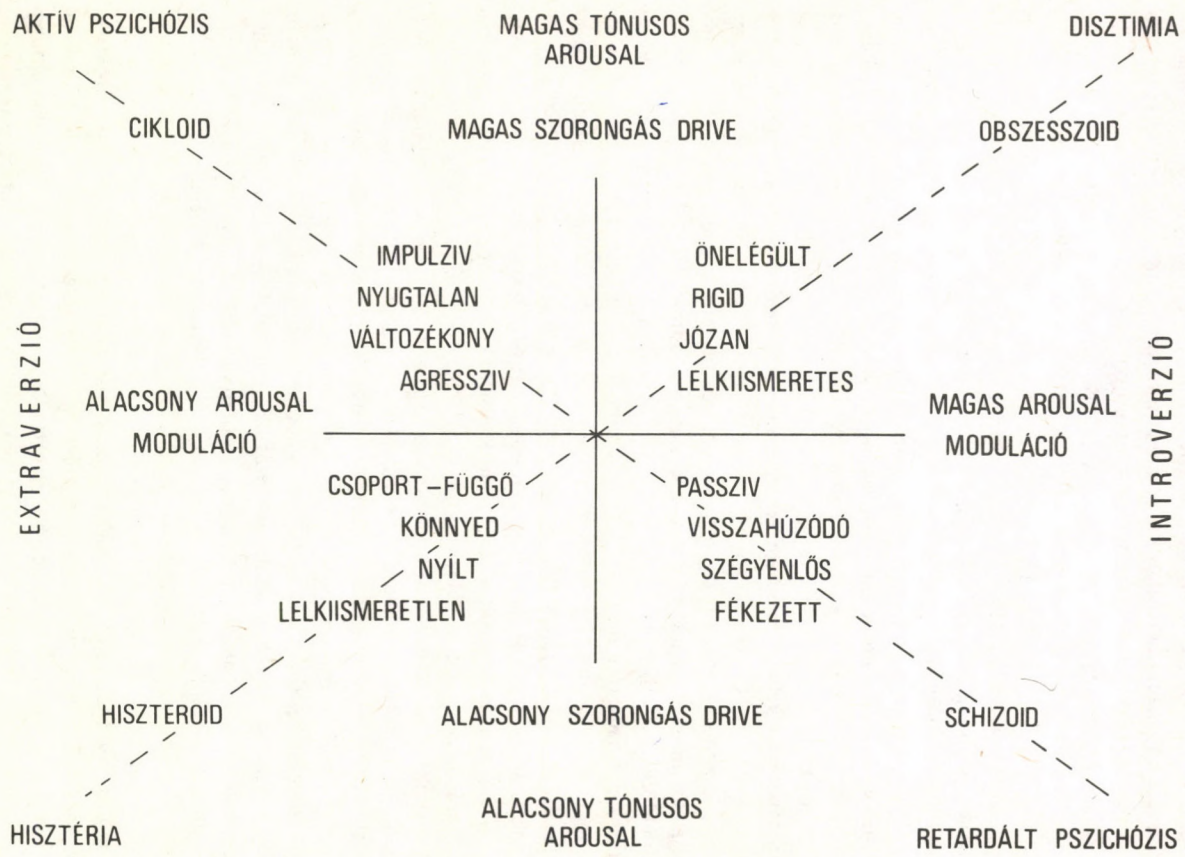 AKTÍV PSZICHÓZIS
MAGAS TÓNUSOS
AROUSAL
DISZTIMIA
CIKLOID
MAGAS SZORONGÁS DRIVE
OBSZESSZOID
IMPULZIV
NYUGTALAN
VÁLTOZÉKONY
AGRESSZIV
ÖNELÉGÜLT
RIGID
JÓZAN
LELKIISMERETES
EXTRAVERZIÓ
ALACSONY AROUSAL
MODULÁCIÓ
MAGAS AROUSAL
MODULÁCIÓ
INTROVERZIÓ
CSOPORT-FÜGGŐ
KÖNNYED
NYÍLT
LELKIISMERETLEN
PASSZIV
VISSZAHÚZÓDÓ
SZÉGYENLŐS
FÉKEZETT
HISZTEROID
ALACSONY SZORONGÁS DRIVE
SCHIZOID
HISZTÉRIA
ALACSONY TÓNUSOS
AROUSAL
RETARDÁLT PSZICHÓZIS